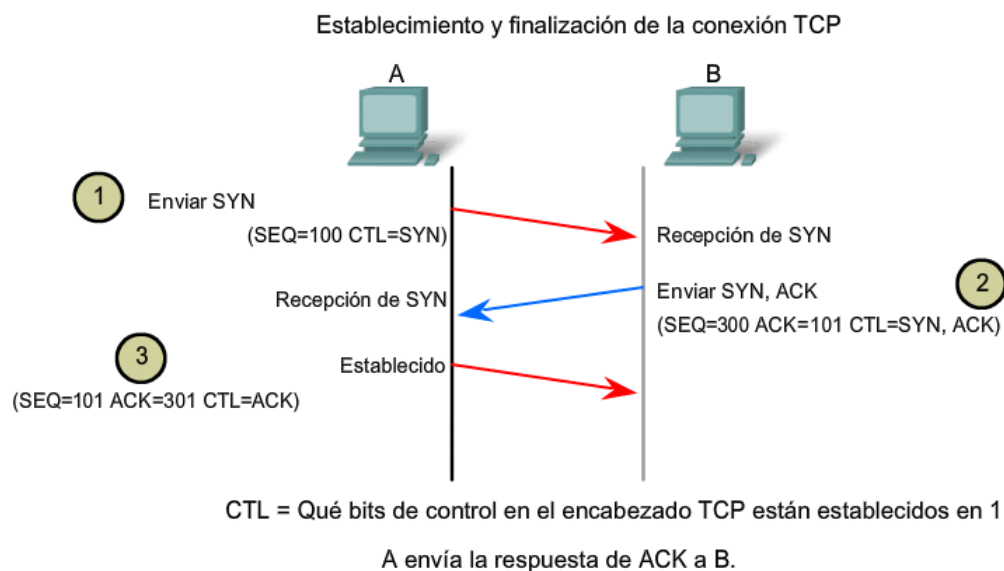 Establecimiento y finalización de la conexión TCP
A
B
1
Enviar SYN
(SEQ=100 CTL=SYN)
Recepción de SYN
Enviar SYN, ACK
2
Recepción de SYN
(SEQ=300 ACK=101 CTL=SYN, ACK)
3
Establecido
(SEQ=101 ACK=301 CTL=ACK)
CTL = Qué bits de control en el encabezado TCP están establecidos en 1
A envía la respuesta de ACK a B.